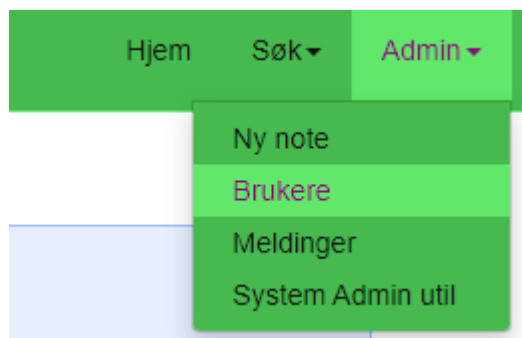 Hjem Søk Admin
Ny note
Brukere
Meldinger
System Admin util